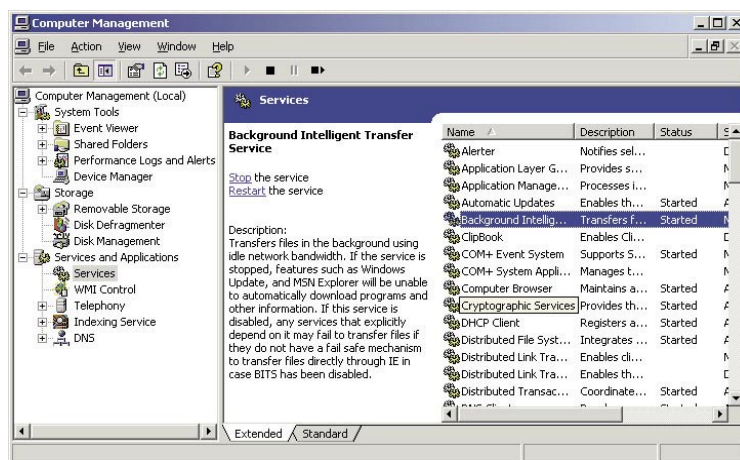 Computer Management
File Action View Window Help
Computer Management (Local)
System Tools
Event Viewer
Shared Folders
Performance Logs and Alerts
Device Manager
Storage
Removable Storage
Disk Defragmenter
Disk Management
Services and Applications
Services
WMI Control
Telephony
Indexing Service
DNS
Services
Background Intelligent Transfer
Service
Stop the service
Restart the service
Description:
Transfers files in the background using
idle network bandwidth. If the service is
stopped, features such as Windows
Update, and MSN Explorer will be unable
to automatically download programs and
other information. If this service is
disabled, any services that explicitly
depend on it may fail to transfer files if
they do not have a fail safe mechanism
to transfer files directly through IE in
case BITS has been disabled.
Name Description Status
Alerter Notifies sel...
Application Layer G... Provides s...
Application Manage... Processes i...
Automatic Updates Enables th... Started
Background Intellig... Transfers f... Started
ClipBook Enables Cli...
COM+ Event System Supports S... Started
COM+ System Appli... Manages t...
Computer Browser Maintains a... Started
Cryptographic Services Provides th... Started
DHCP Client Registers a... Started
Distributed File Syst... Integrates ... Started
Distributed Link Tra... Enables cli...
Distributed Link Tra... Enables th...
Distributed Transac... Coordinate... Started
Extended Standard